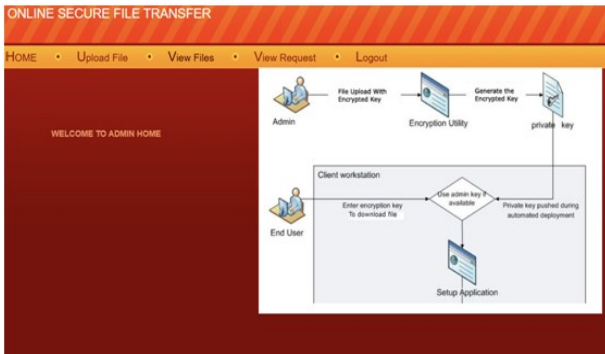 ONLINE SECURE FILE TRANSFER
HOME • Upload File • View Files • View Request • Logout
WELCOME TO ADMIN HOME
File Upload With
Encrypted Key
Generate the
Encrypted Key
Admin
Encryption Utility
private key
Client workstation
Use admin key if
available
Enter encryption key
To download file
Private key pushed during
automated deployment
End User
Setup Application